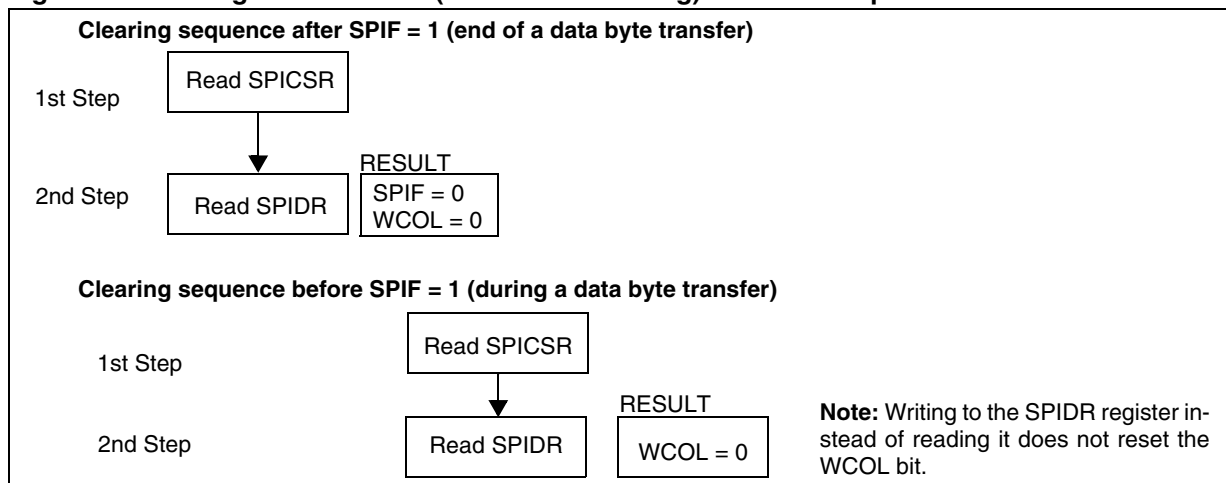 Clearing sequence after SPIF = 1 (end of a data byte transfer)
1st Step
Read SPICSR
2nd Step
Read SPIDR
RESULT
SPIF = 0
WCOL = 0
Clearing sequence before SPIF = 1 (during a data byte transfer)
1st Step
Read SPICSR
2nd Step
Read SPIDR
RESULT
WCOL = 0
Note: Writing to the SPIDR register in-
stead of reading it does not reset the
WCOL bit.